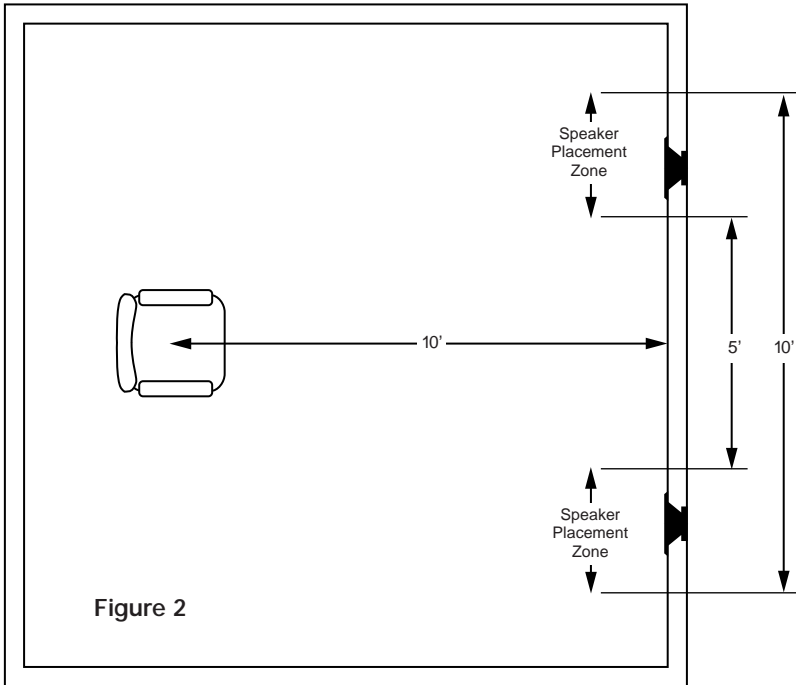 Speaker
Placement
Zone
10’
5’
10’
Speaker
Placement
Zone
Figure 2